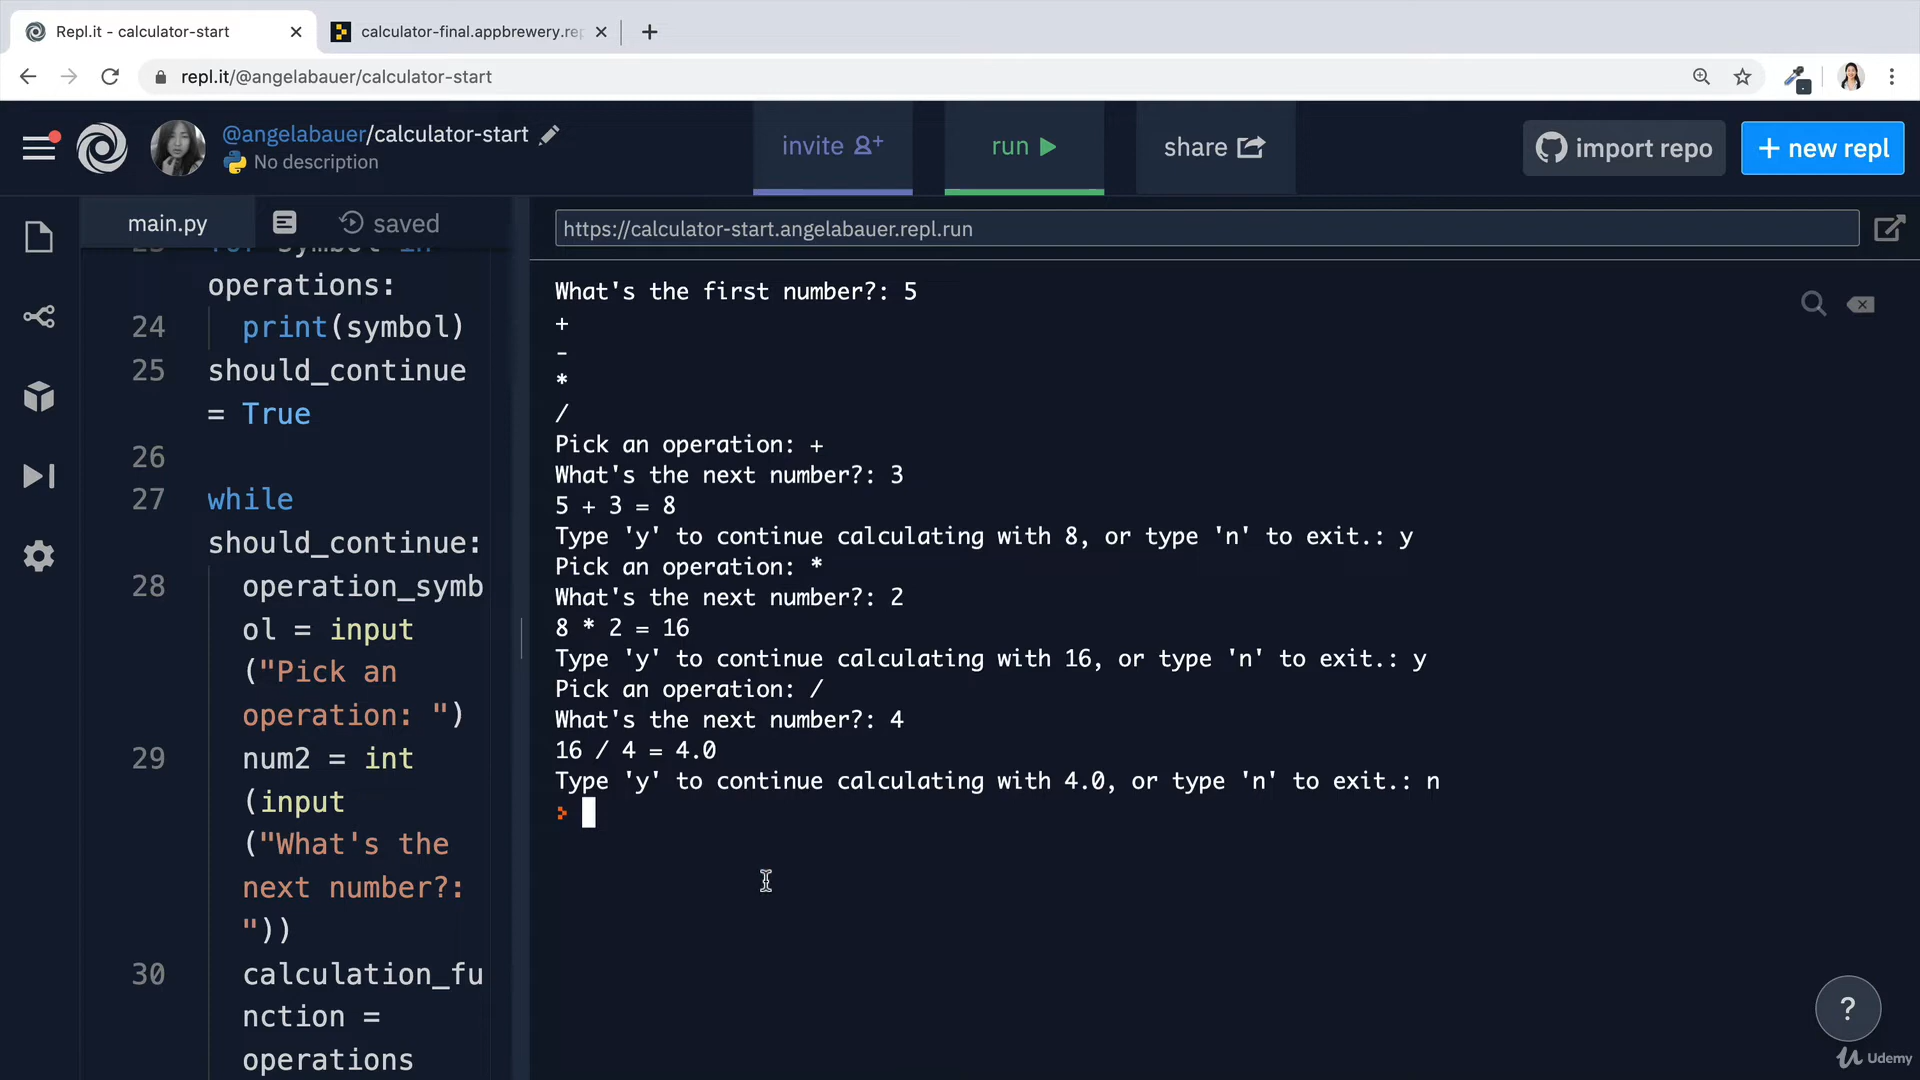 Repl.it - calculator-start
calculator-final.appbrewery.rep
repl.it/@angelabauer/calculator-start
@angelabauer/calculator-start
No description
invite
run
share
import repo
+ new repl
main.py
saved
https://calculator-start.angelabauer.repl.run
23 for symbol in
operations:
24 print(symbol)
25 should_continue
= True
26
27 while
should_continue:
28 operation_symb
ol = input
("Pick an
operation: ")
29 num2 = int
(input
("What's the
next number?:
"))
30 calculation_fu
nction =
operations
What's the first number?: 5
+
-
*
/
Pick an operation: +
What's the next number?: 3
5 + 3 = 8
Type 'y' to continue calculating with 8, or type 'n' to exit.: y
Pick an operation: *
What's the next number?: 2
8 * 2 = 16
Type 'y' to continue calculating with 16, or type 'n' to exit.: y
Pick an operation: /
What's the next number?: 4
16 / 4 = 4.0
Type 'y' to continue calculating with 4.0, or type 'n' to exit.: n
?
Udemy